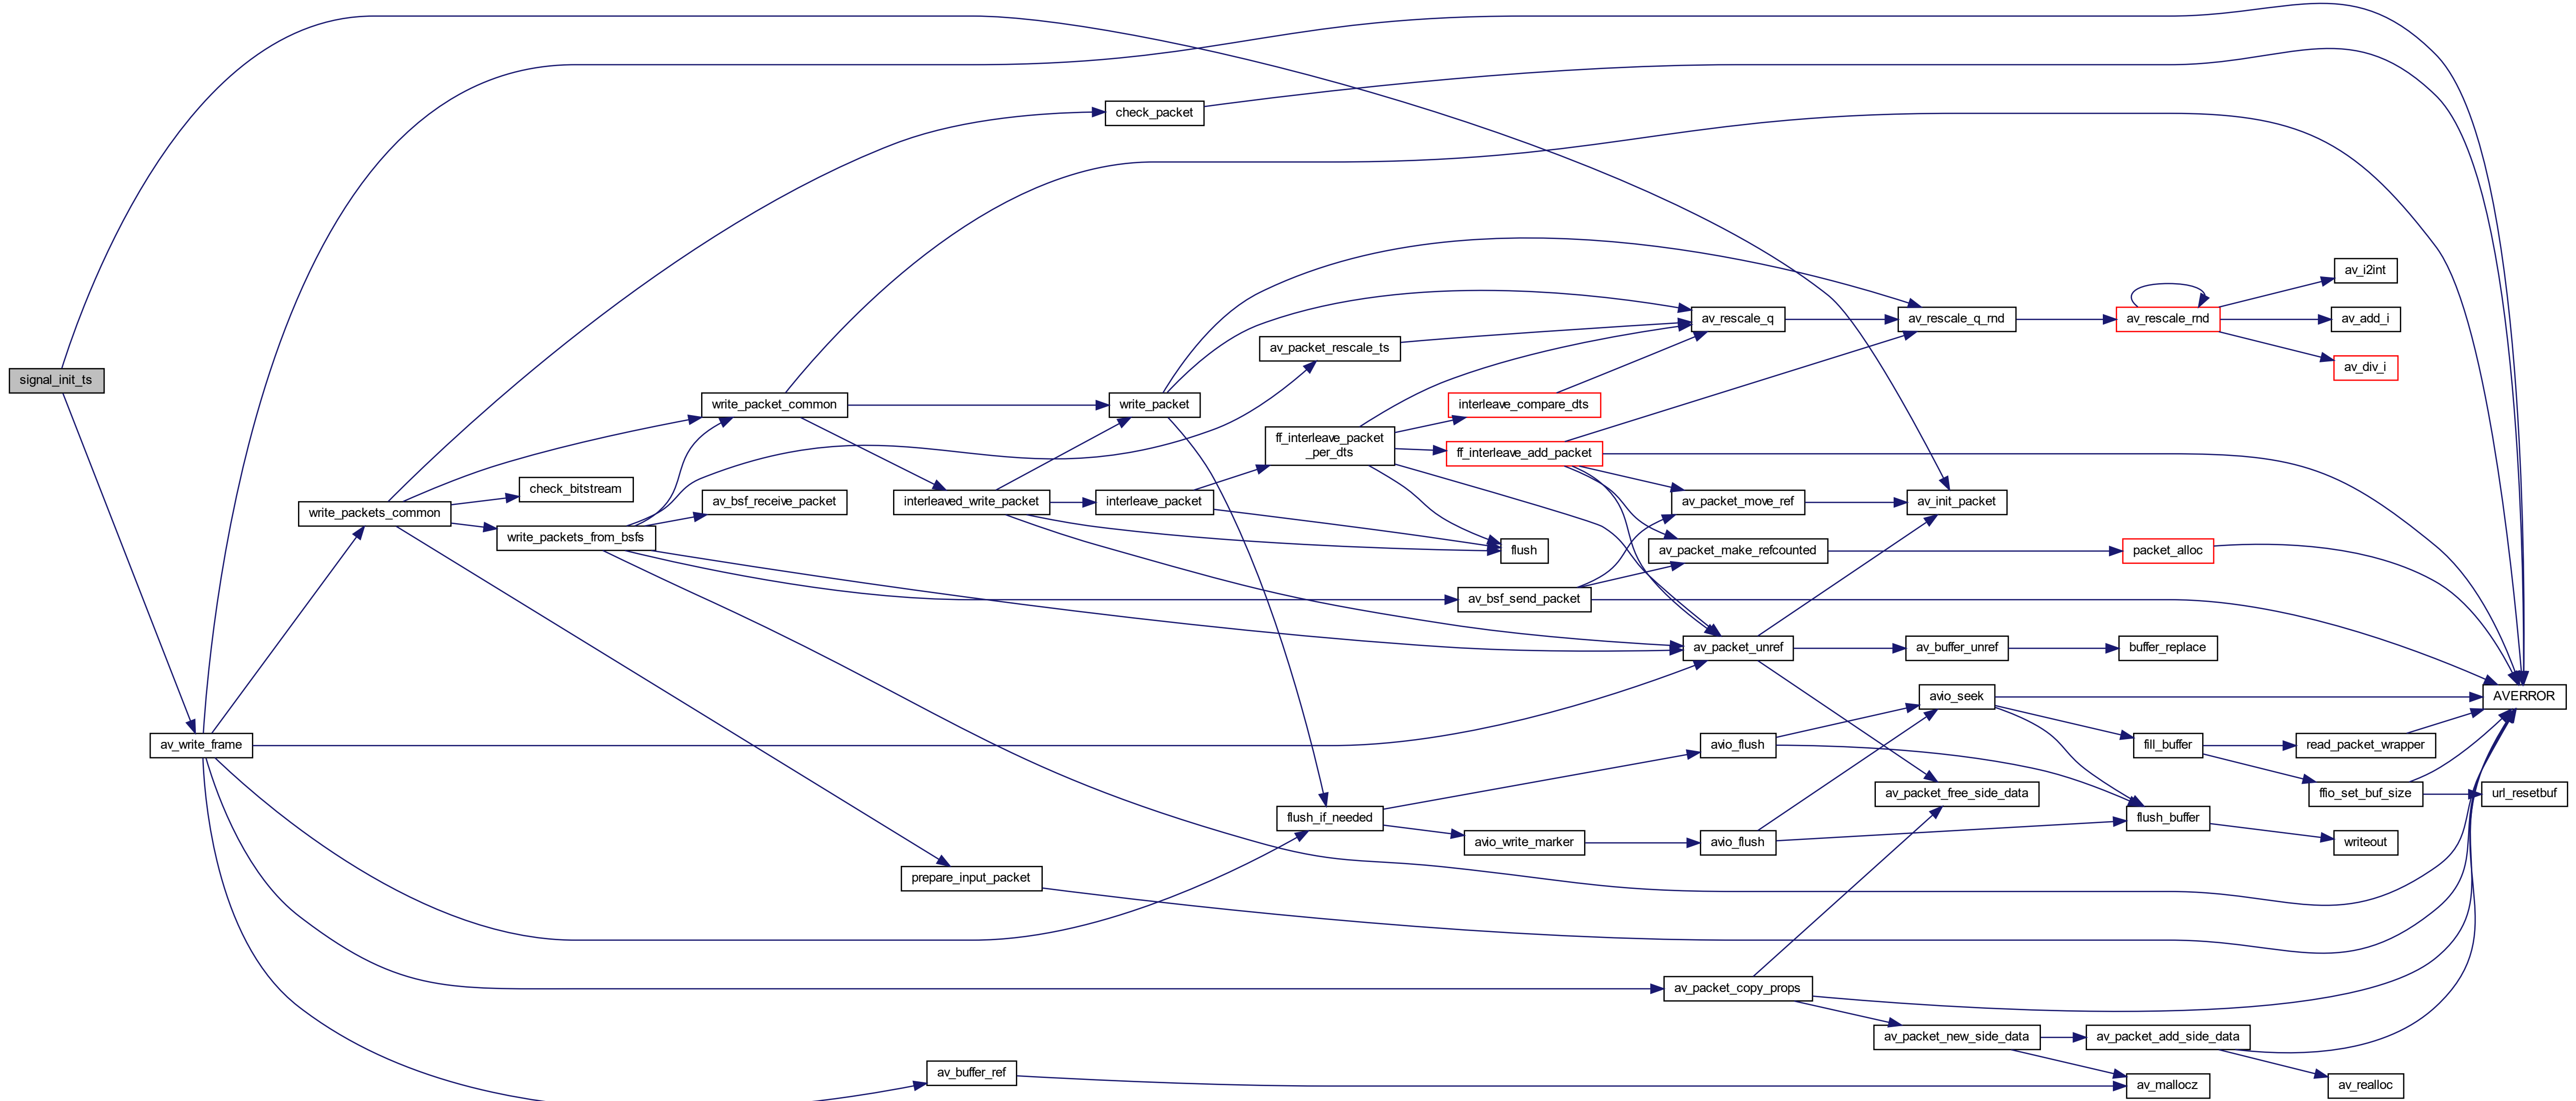 signal_init_ts
av_write_frame
write_packets_common
check_bitstream
write_packets_from_bsfs
write_packet_common
av_bsf_receive_packet
check_packet
write_packet
interleaved_write_packet
interleave_packet
prepare_input_packet
av_buffer_ref
av_packet_rescale_ts
ff_interleave_packet
_per_dts
flush_if_needed
interleave_compare_dts
ff_interleave_add_packet
flush
av_bsf_send_packet
avio_write_marker
av_rescale_q
av_packet_move_ref
av_packet_make_refcounted
av_packet_unref
avio_flush
avio_flush
av_packet_copy_props
av_rescale_q_rnd
av_init_packet
av_buffer_unref
avio_seek
av_packet_free_side_data
av_packet_new_side_data
av_rescale_rnd
packet_alloc
buffer_replace
fill_buffer
flush_buffer
av_packet_add_side_data
av_mallocz
av_i2int
av_add_i
av_div_i
read_packet_wrapper
ffio_set_buf_size
writeout
av_realloc
AVERROR
url_resetbuf